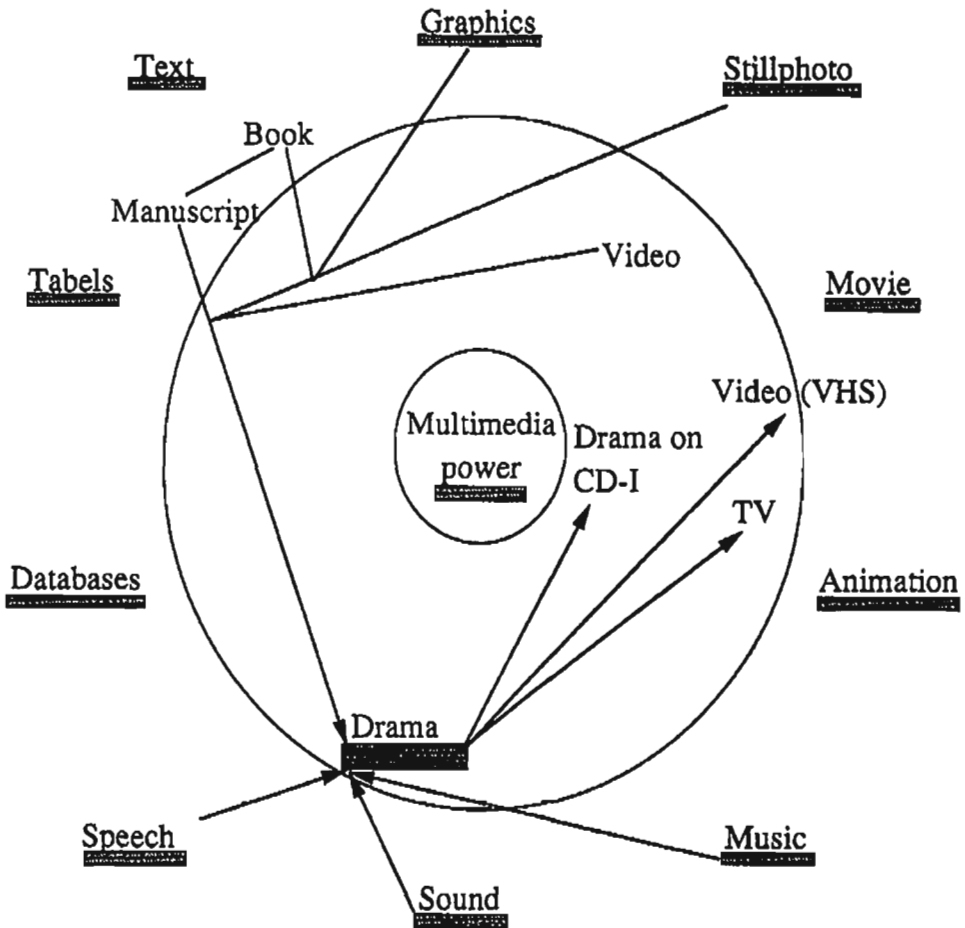 Graphics
Text
Stillphoto
Book
Manuscript
Video
Tabels
Movie
Video (VHS)
Multimedia
power
Drama on
CD-I
TV
Databases
Animation
Drama
Speech
Music
Sound